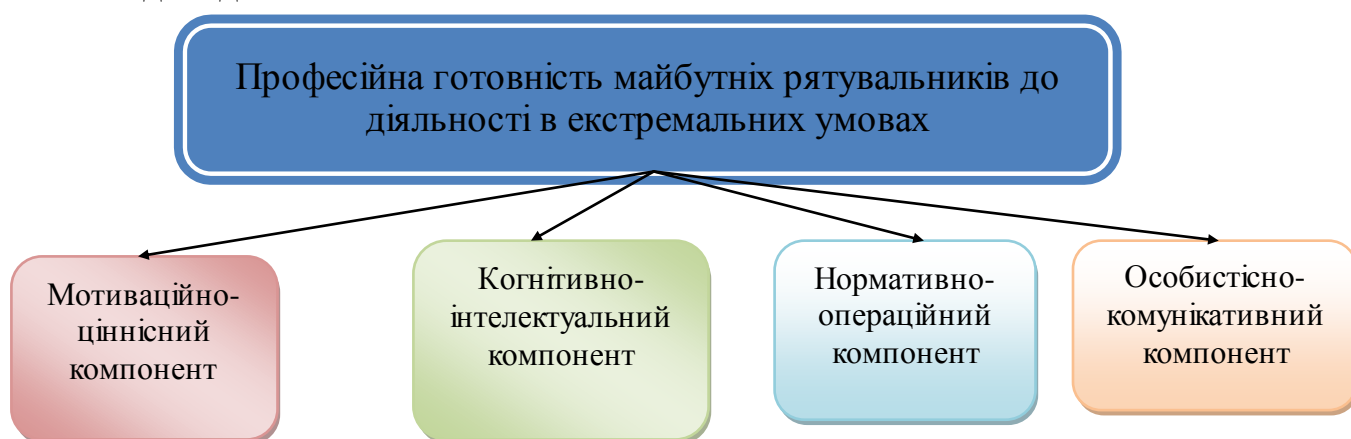 Професійна готовність майбутніх рятувальників до
діяльності в екстремальних умовах
Мотиваційно-
ціннісний
компонент
Когнітивно-
інтелектуальний
компонент
Нормативно-
операційний
компонент
Особистісно-
комунікативний
компонент